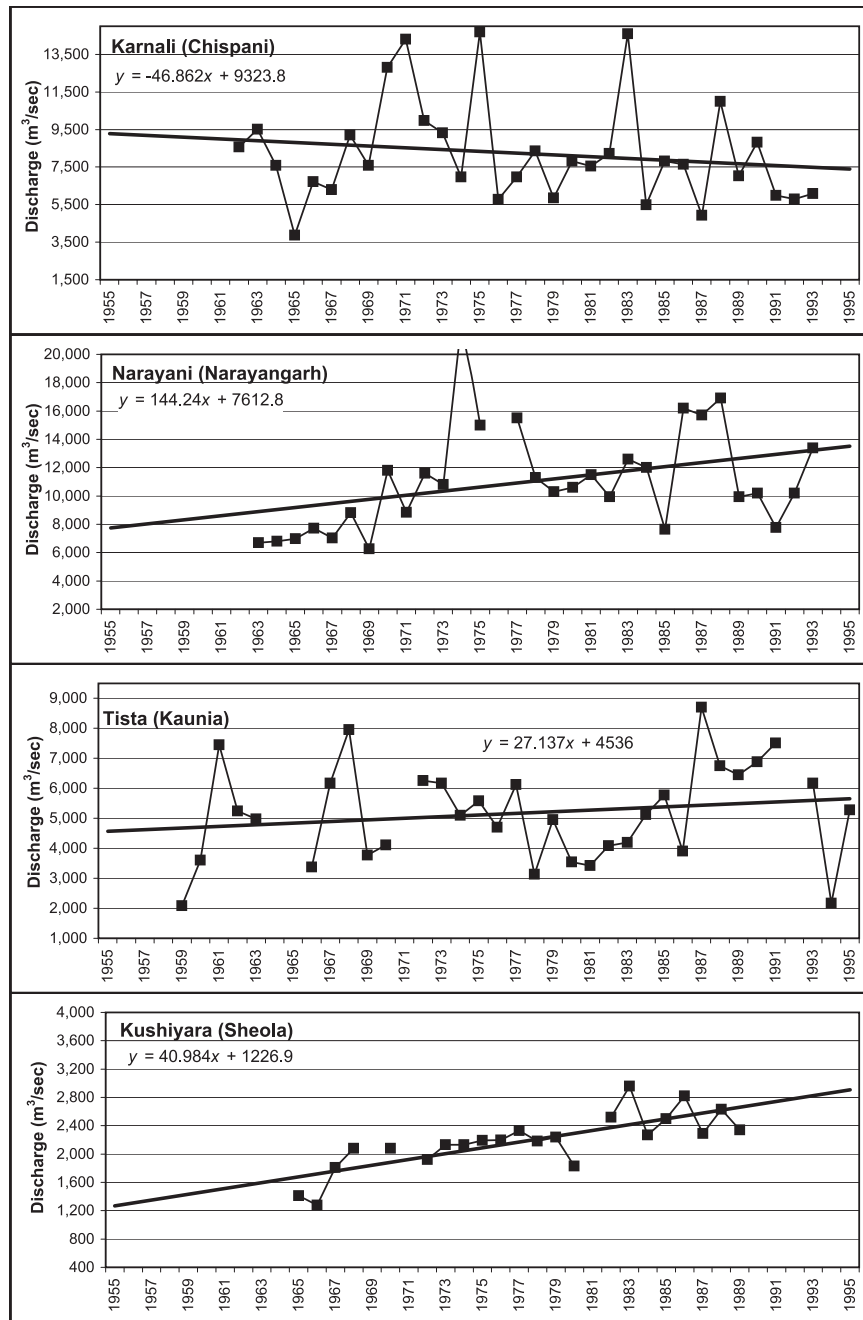 Karnali (Chispani)
y = -46.862x + 9323.8
Discharge (m³/sec)
13,500
11,500
9,500
7,500
5,500
3,500
1,500
1955 1957 1959 1961 1963 1965 1967 1969 1971 1973 1975 1977 1979 1981 1983 1985 1987 1989 1991 1993 1995
Narayani (Narayangarh)
y = 144.24x + 7612.8
Discharge (m³/sec)
20,000
18,000
16,000
14,000
12,000
10,000
8,000
6,000
4,000
2,000
1955 1957 1959 1961 1963 1965 1967 1969 1971 1973 1975 1977 1979 1981 1983 1985 1987 1989 1991 1993 1995
Tista (Kaunia)
y = 27.137x + 4536
Discharge (m³/sec)
9,000
8,000
7,000
6,000
5,000
4,000
3,000
2,000
1,000
1955 1957 1959 1961 1963 1965 1967 1969 1971 1973 1975 1977 1979 1981 1983 1985 1987 1989 1991 1993 1995
Kushiyara (Sheola)
y = 40.984x + 1226.9
Discharge (m³/sec)
4,000
3,600
3,200
2,800
2,400
2,000
1,600
1,200
800
400
1955 1957 1959 1961 1963 1965 1967 1969 1971 1973 1975 1977 1979 1981 1983 1985 1987 1989 1991 1993 1995